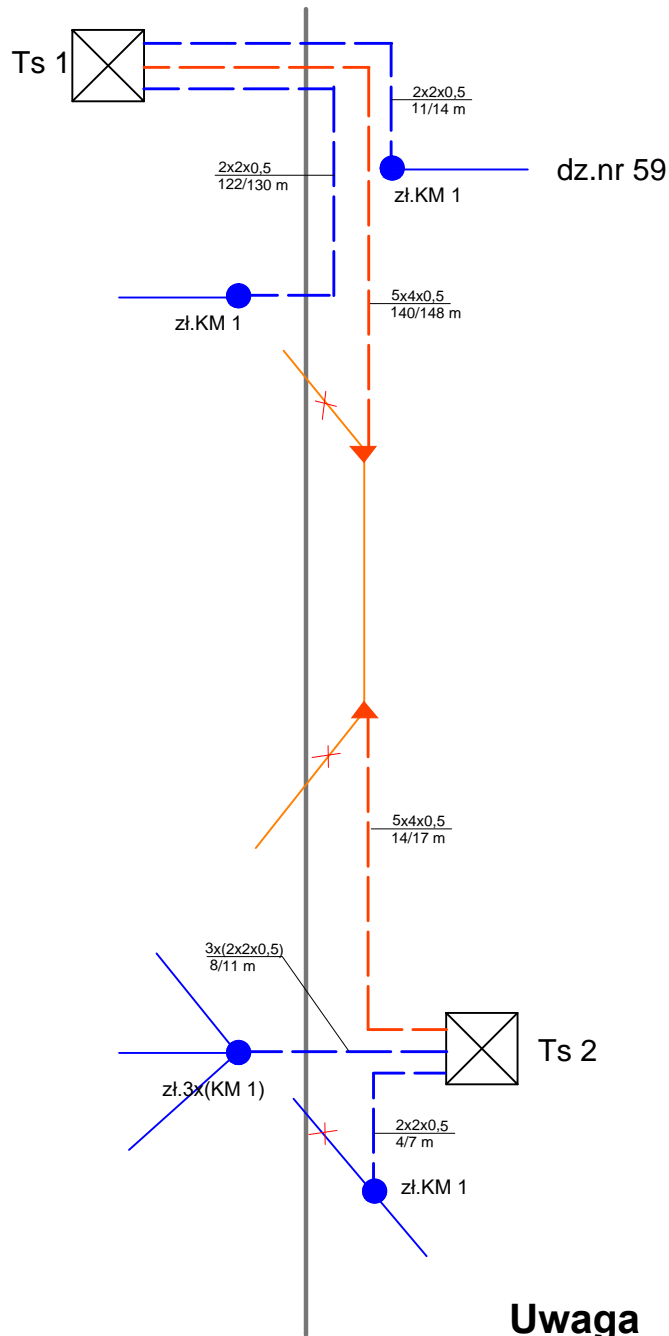 Ts 1
2x2x0,5
11/14 m
2x2x0,5
122/130 m
dz.nr 59
zł.KM 1
zł.KM 1
5x4x0,5
140/148 m
5x4x0,5
14/17 m
3x(2x2x0,5)
8/11 m
Ts 2
zł.3x(KM 1)
2x2x0,5
4/7 m
zł.KM 1
Uwaga